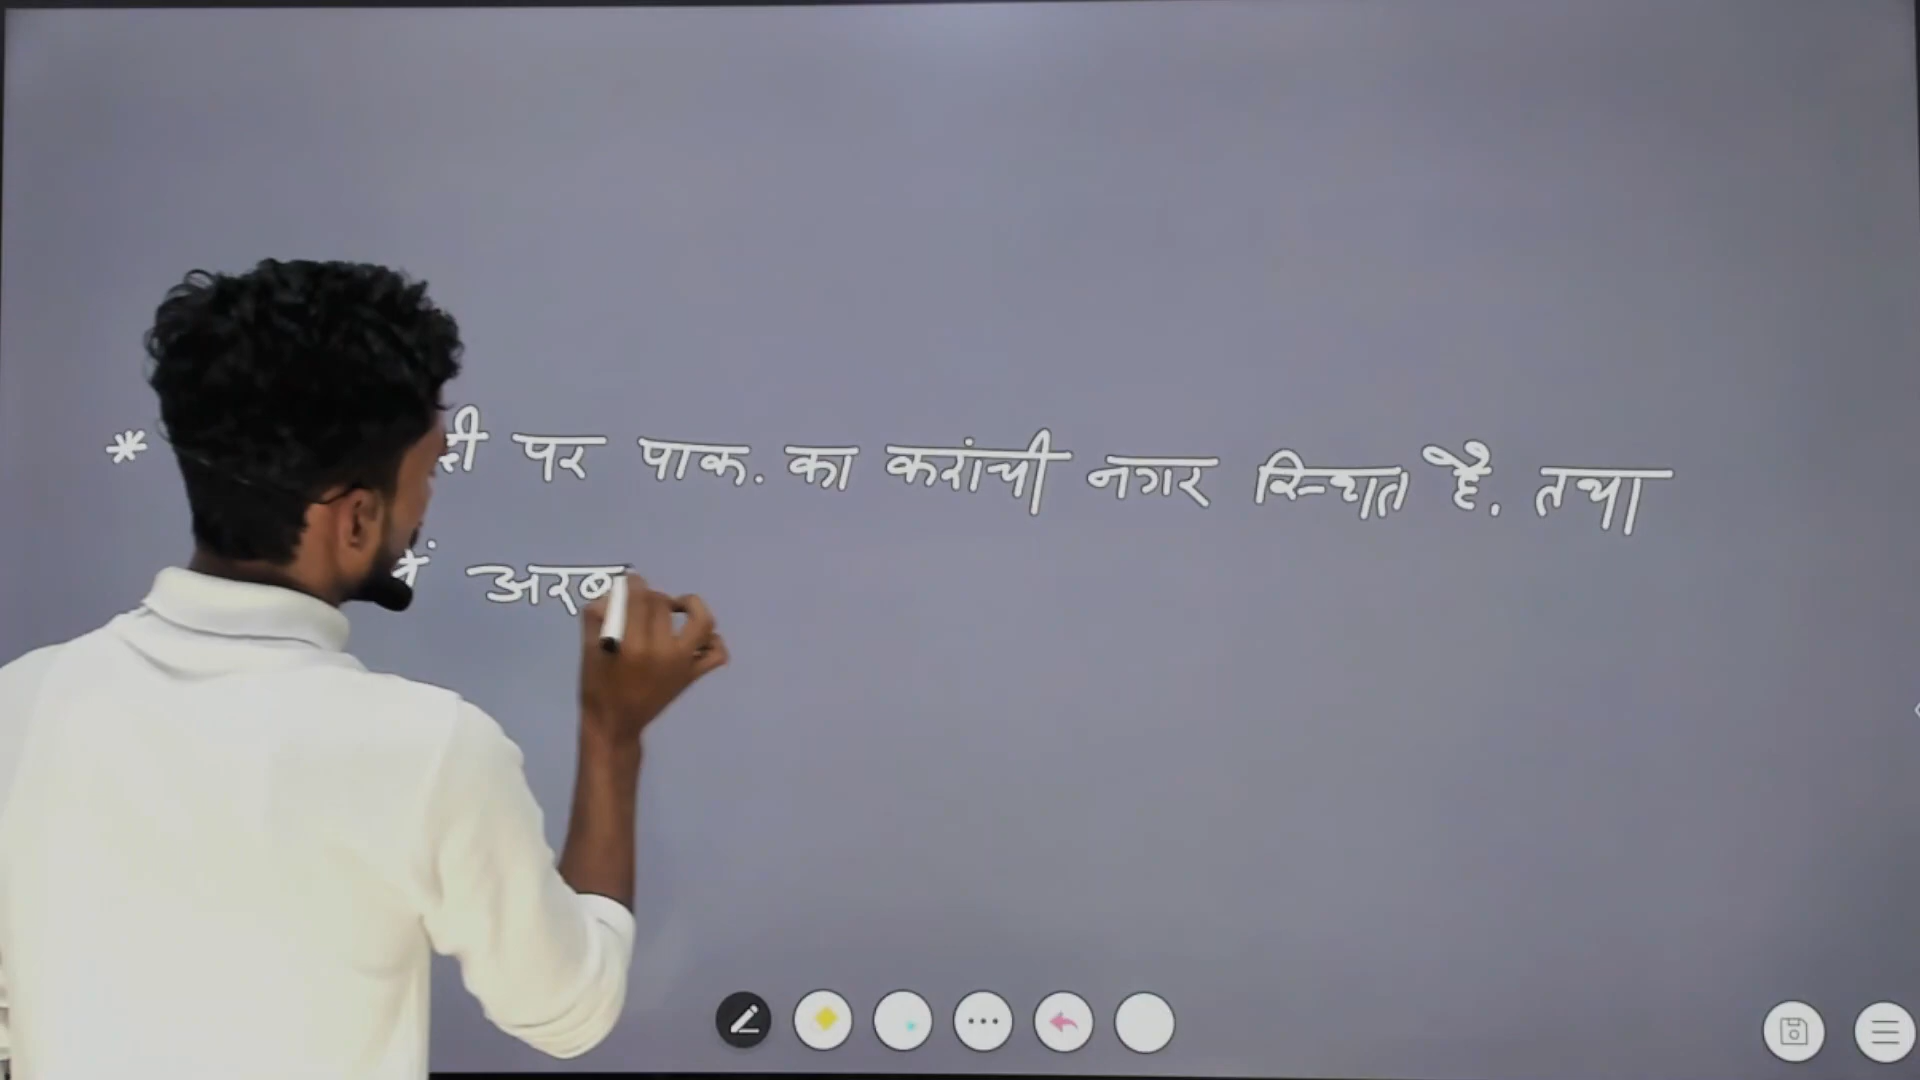 * पर पाक. का करांची नगर स्थित है. तथा
अरब